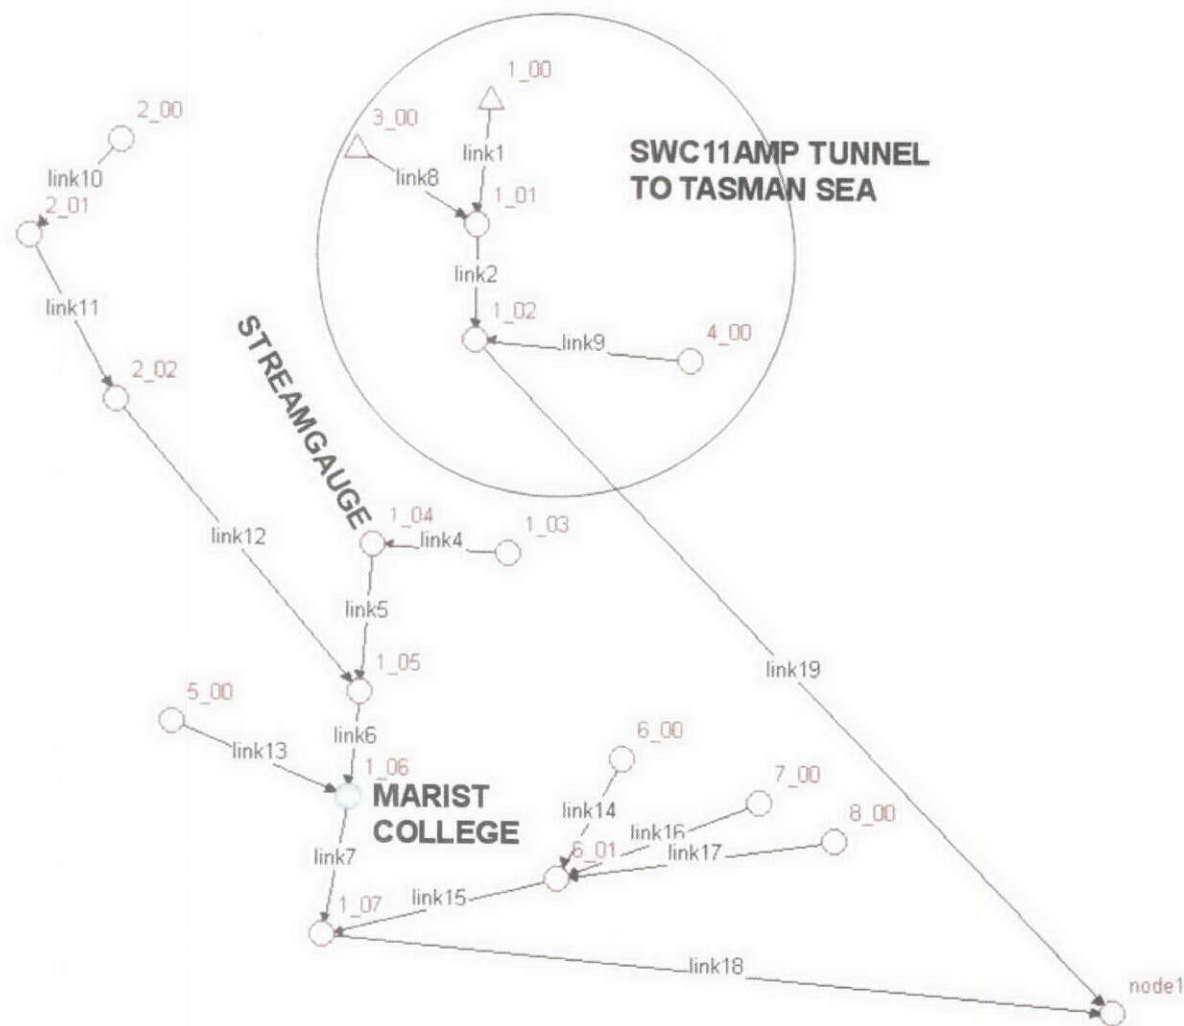 1_00
2_00
3_00
SWC11AMP TUNNEL
TO TASMAN SEA
link1
link10
link8
1_01
2_01
link2
link11
1_02
4_00
link9
2_02
STREAMGAUGE
1_04
1_03
link12
link4
link5
1_05
link19
5_00
link6
6_00
link13
1_06
7_00
MARIST
COLLEGE
link14
8_00
link16
6_01
link17
link7
link15
1_07
link18
node1